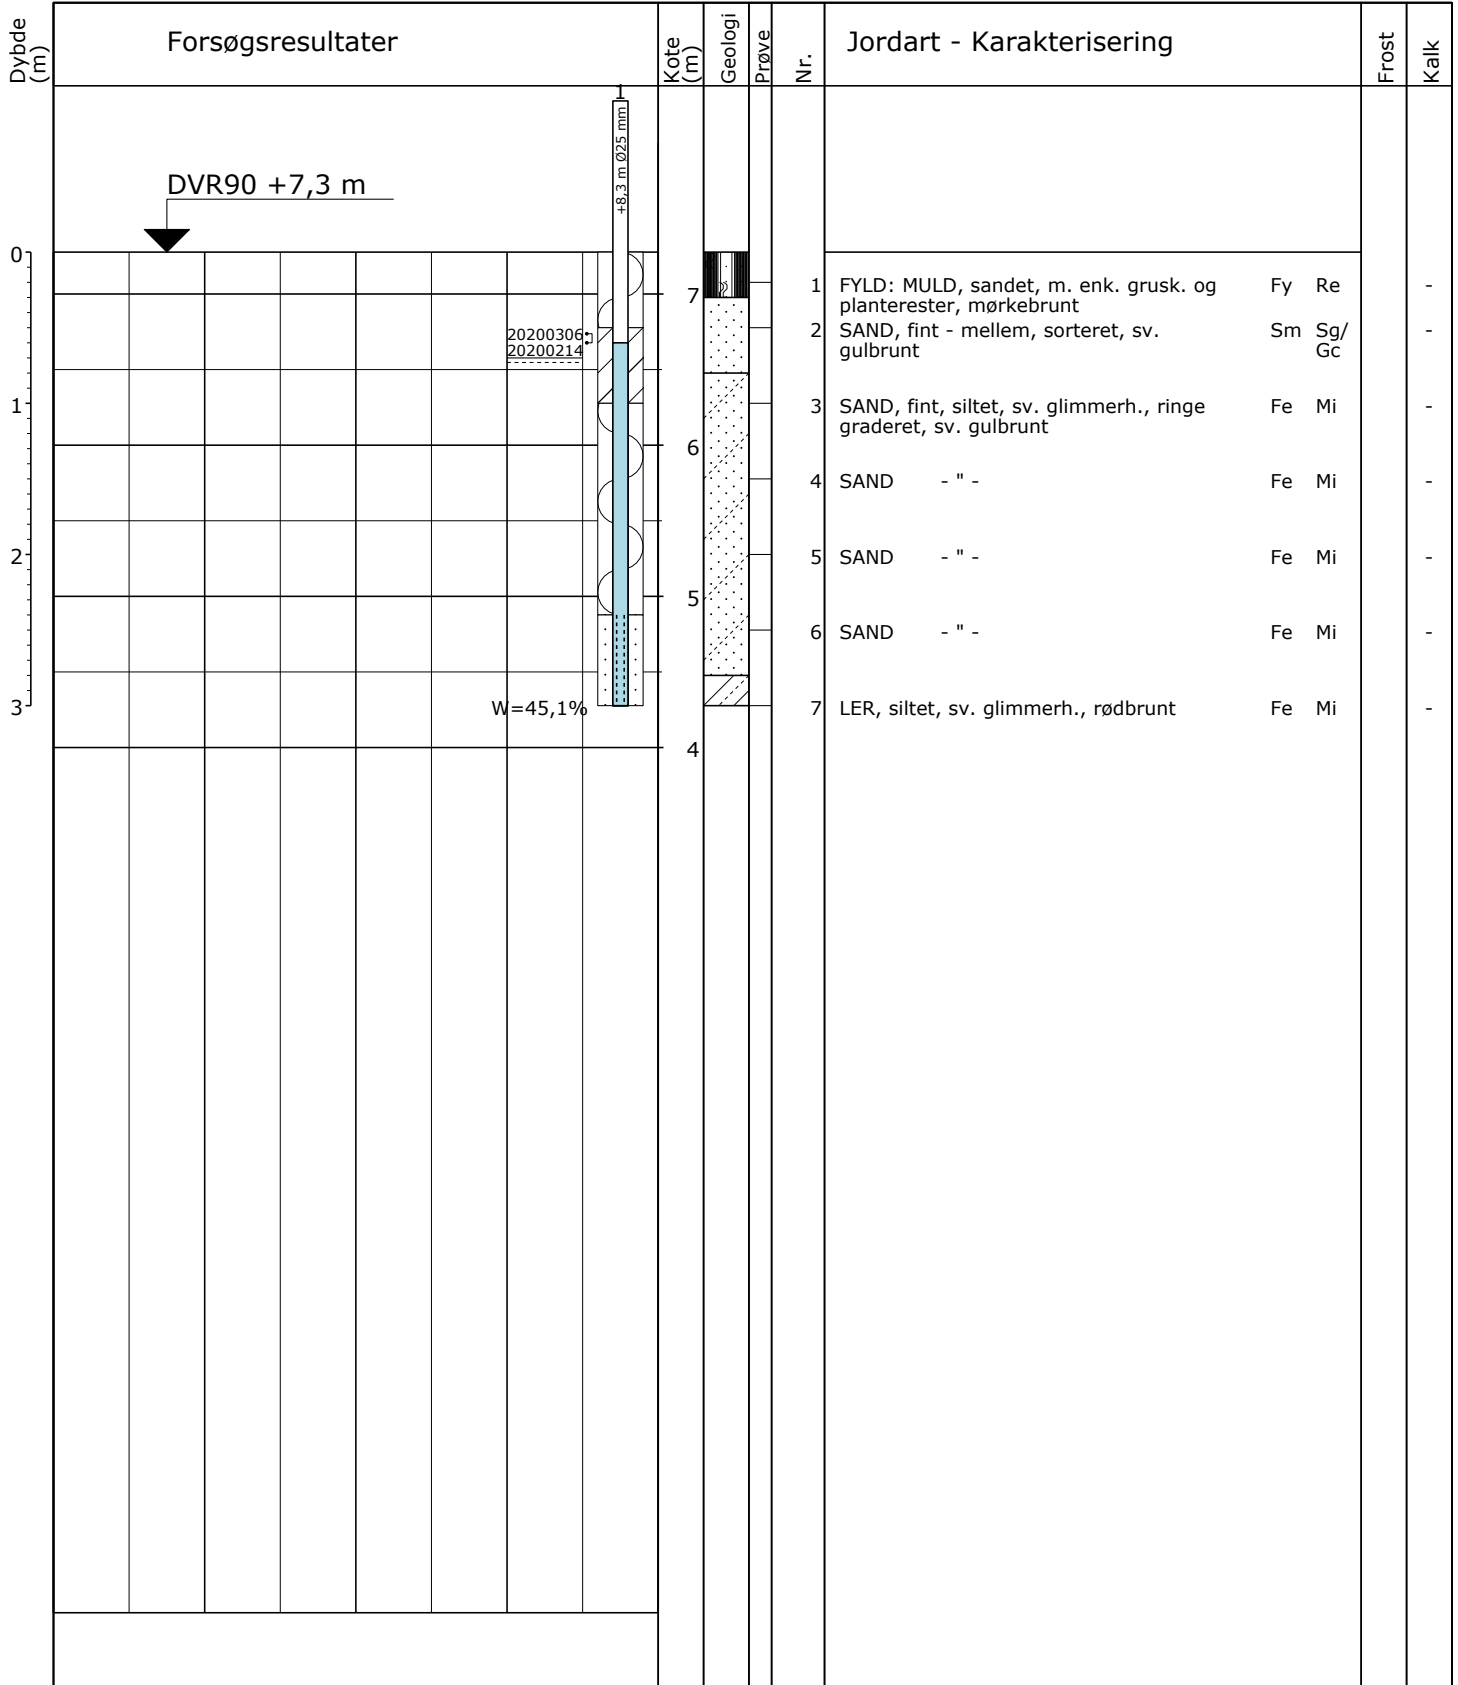 Dybde (m)
Forsøgsresultater
Kote (m)
Geologi
Prøve
Nr.
Jordart - Karakterisering
Frost
Kalk
1
+8,3 m Ø25 mm
DVR90 +7,3 m
0
7
1 FYLD: MULD, sandet, m. enk. grusk. og Fy Re -
planterester, mørkebrunt
20200306
2 SAND, fint - mellem, sorteret, sv. Sm Sg/ -
20200214
gulbrunt Gc
1
3 SAND, fint, siltet, sv. glimmerh., ringe Fe Mi -
graderet, sv. gulbrunt
6
4 SAND - " - Fe Mi -
2
5 SAND - " - Fe Mi -
5
6 SAND - " - Fe Mi -
3
W=45,1%
7 LER, siltet, sv. glimmerh., rødbrunt Fe Mi -
4